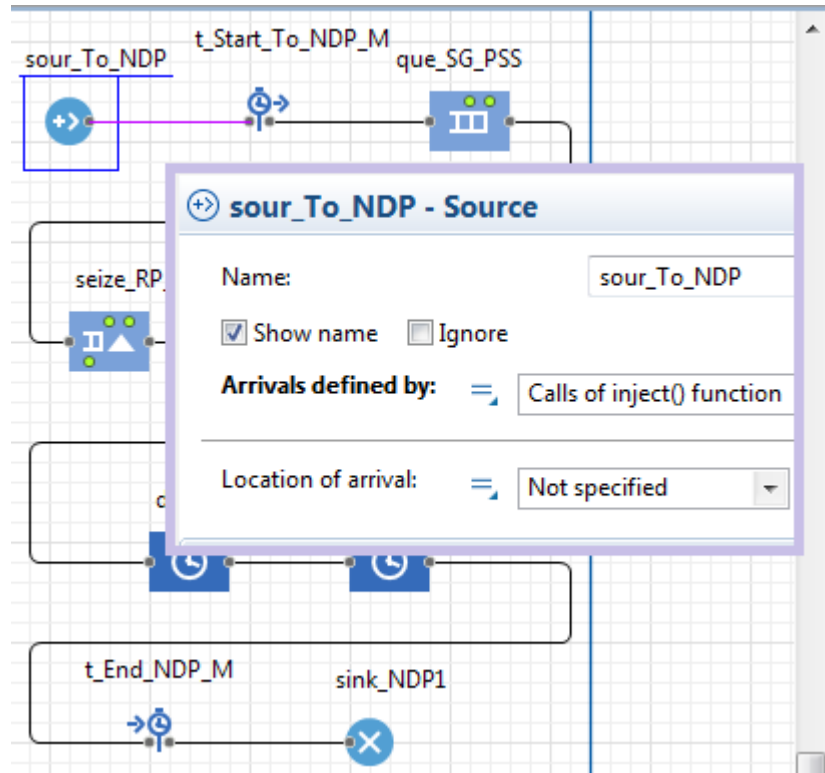 t_Start_To_NDP_M
sour_To_NDP
que_SG_PSS
sour_To_NDP - Source
seize_RP_
Name:
sour_To_NDP
Show name
Ignore
Arrivals defined by:
Calls of inject() function
Location of arrival:
Not specified
t_End_NDP_M
sink_NDP1